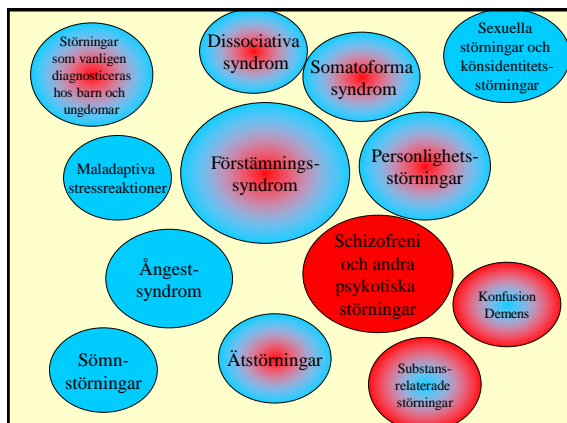 Störningar
som vanligen
diagnosticeras
hos barn och
ungdomar
Dissociativa
syndrom
Somatoforma
syndrom
Sexuella
störningar och
könsidentitets-
störningar
Maladaptiva
stressreaktioner
Förstämnings-
syndrom
Personlighets-
störningar
Ångest-
syndrom
Schizofreni
och andra
psykotiska
störningar
Konfusion
Demens
Sömn-
störningar
Ätstörningar
Substans-
relaterade
störningar